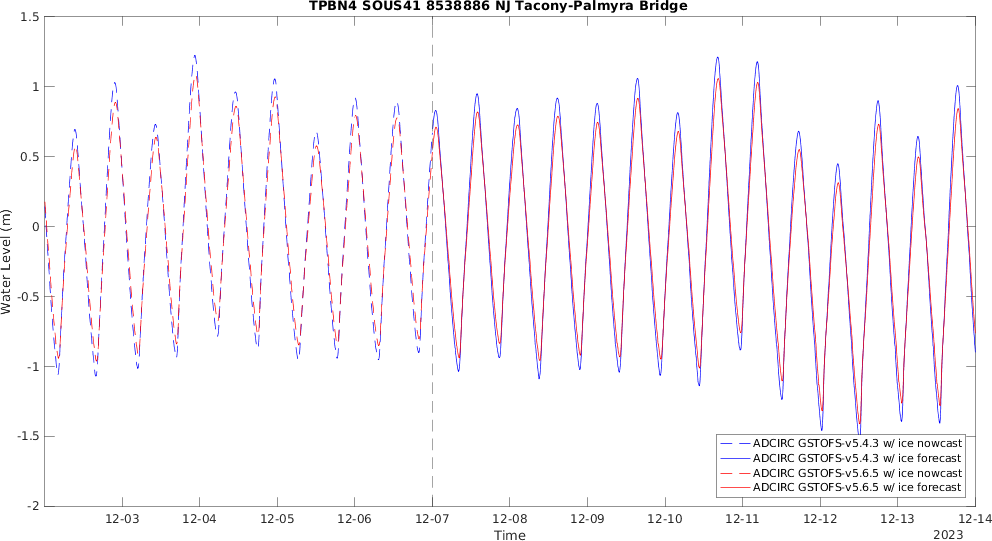 TPBN4 SOUS41 8538886 NJ Tacony-Palmyra Bridge
1.5
1
0.5
0
-0.5
-1
-1.5
-2
Water Level (m)
ADCIRC GSTOFS-v5.4.3 w/ ice nowcast
ADCIRC GSTOFS-v5.4.3 w/ ice forecast
ADCIRC GSTOFS-v5.6.5 w/ ice nowcast
ADCIRC GSTOFS-v5.6.5 w/ ice forecast
12-03 12-04 12-05 12-06 12-07 12-08 12-09 12-10 12-11 12-12 12-13 12-14
Time
2023